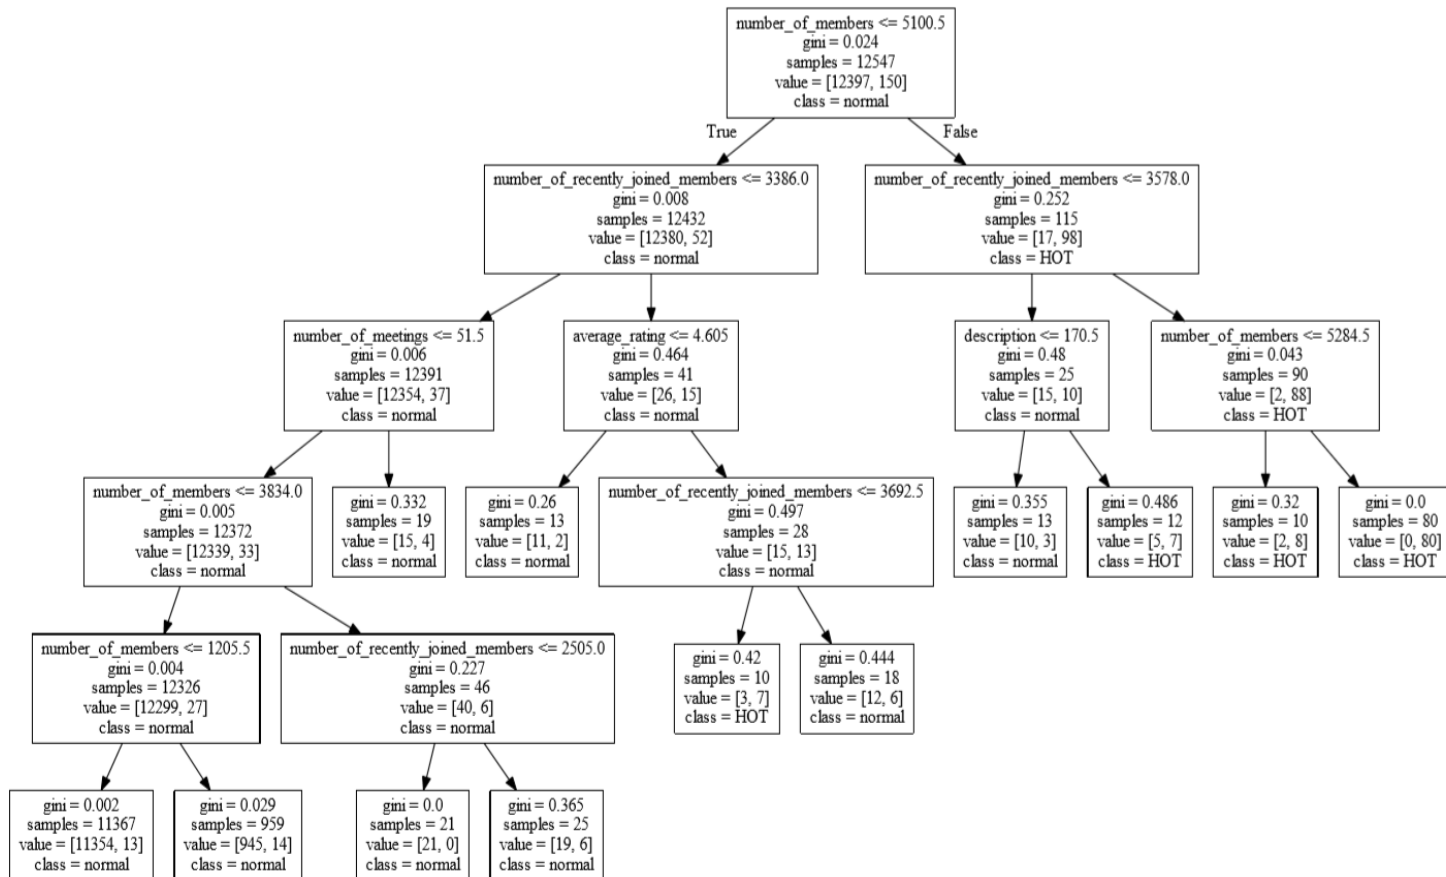 number_of_members <= 5100.5
gini = 0.024
samples = 12547
value = [12397, 150]
class = normal
True
False
number_of_recently_joined_members <= 3386.0
gini = 0.008
samples = 12432
value = [12380, 52]
class = normal
number_of_recently_joined_members <= 3578.0
gini = 0.252
samples = 115
value = [17, 98]
class = HOT
number_of_meetings <= 51.5
gini = 0.006
samples = 12391
value = [12354, 37]
class = normal
average_rating <= 4.605
gini = 0.464
samples = 41
value = [26, 15]
class = normal
description <= 170.5
gini = 0.48
samples = 25
value = [15, 10]
class = normal
number_of_members <= 5284.5
gini = 0.043
samples = 90
value = [2, 88]
class = HOT
number_of_members <= 3834.0
gini = 0.005
samples = 12372
value = [12339, 33]
class = normal
gini = 0.332
samples = 19
value = [15, 4]
class = normal
gini = 0.26
samples = 13
value = [11, 2]
class = normal
number_of_recently_joined_members <= 3692.5
gini = 0.497
samples = 28
value = [15, 13]
class = normal
gini = 0.355
samples = 13
value = [10, 3]
class = normal
gini = 0.486
samples = 12
value = [5, 7]
class = HOT
gini = 0.32
samples = 10
value = [2, 8]
class = HOT
gini = 0.0
samples = 80
value = [0, 80]
class = HOT
number_of_members <= 1205.5
gini = 0.004
samples = 12326
value = [12299, 27]
class = normal
number_of_recently_joined_members <= 2505.0
gini = 0.227
samples = 46
value = [40, 6]
class = normal
gini = 0.42
samples = 10
value = [3, 7]
class = HOT
gini = 0.444
samples = 18
value = [12, 6]
class = normal
gini = 0.002
samples = 11367
value = [11354, 13]
class = normal
gini = 0.029
samples = 959
value = [945, 14]
class = normal
gini = 0.0
samples = 21
value = [21, 0]
class = normal
gini = 0.365
samples = 25
value = [19, 6]
class = normal